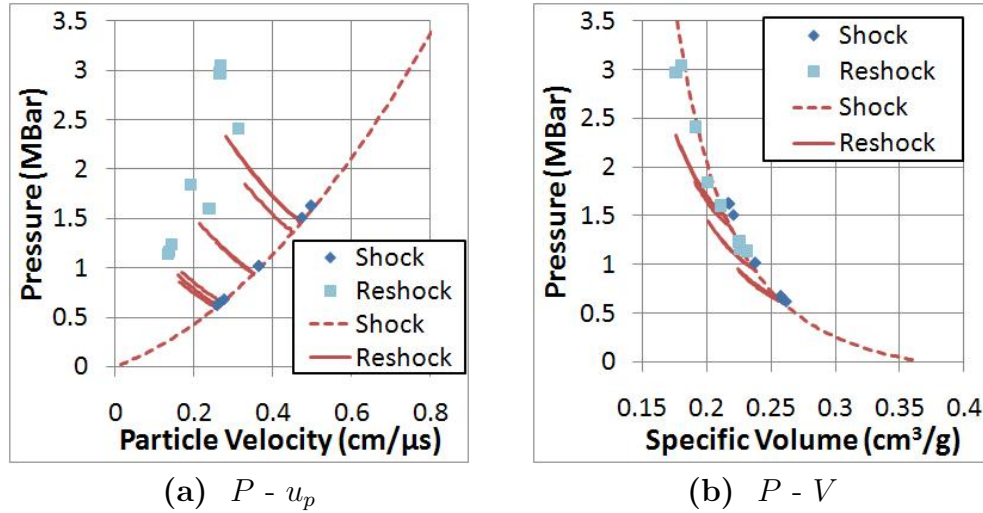 3.5
3
2.5
2
1.5
1
0.5
0
Pressure (MBar)
Shock
Reshock
Shock
Reshock
0
0.2
0.4
0.6
0.8
Particle Velocity (cm/μs)
(a) P - u_p
3.5
3
2.5
2
1.5
1
0.5
0
Pressure (MBar)
Shock
Reshock
Shock
Reshock
0.15
0.2
0.25
0.3
0.35
0.4
Specific Volume (cm³/g)
(b) P - V